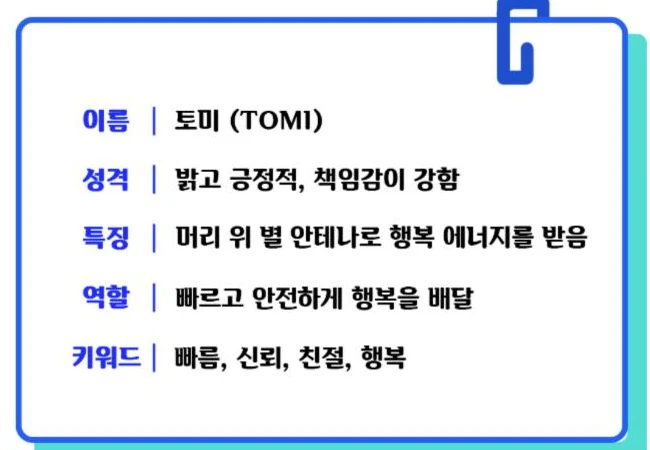 이름 | 토미 (TOMI)
성격 | 밝고 긍정적, 책임감이 강함
특징 | 머리 위 별 안테나로 행복 에너지를 받음
역할 | 빠르고 안전하게 행복을 배달
키워드 | 빠름, 신뢰, 친절, 행복